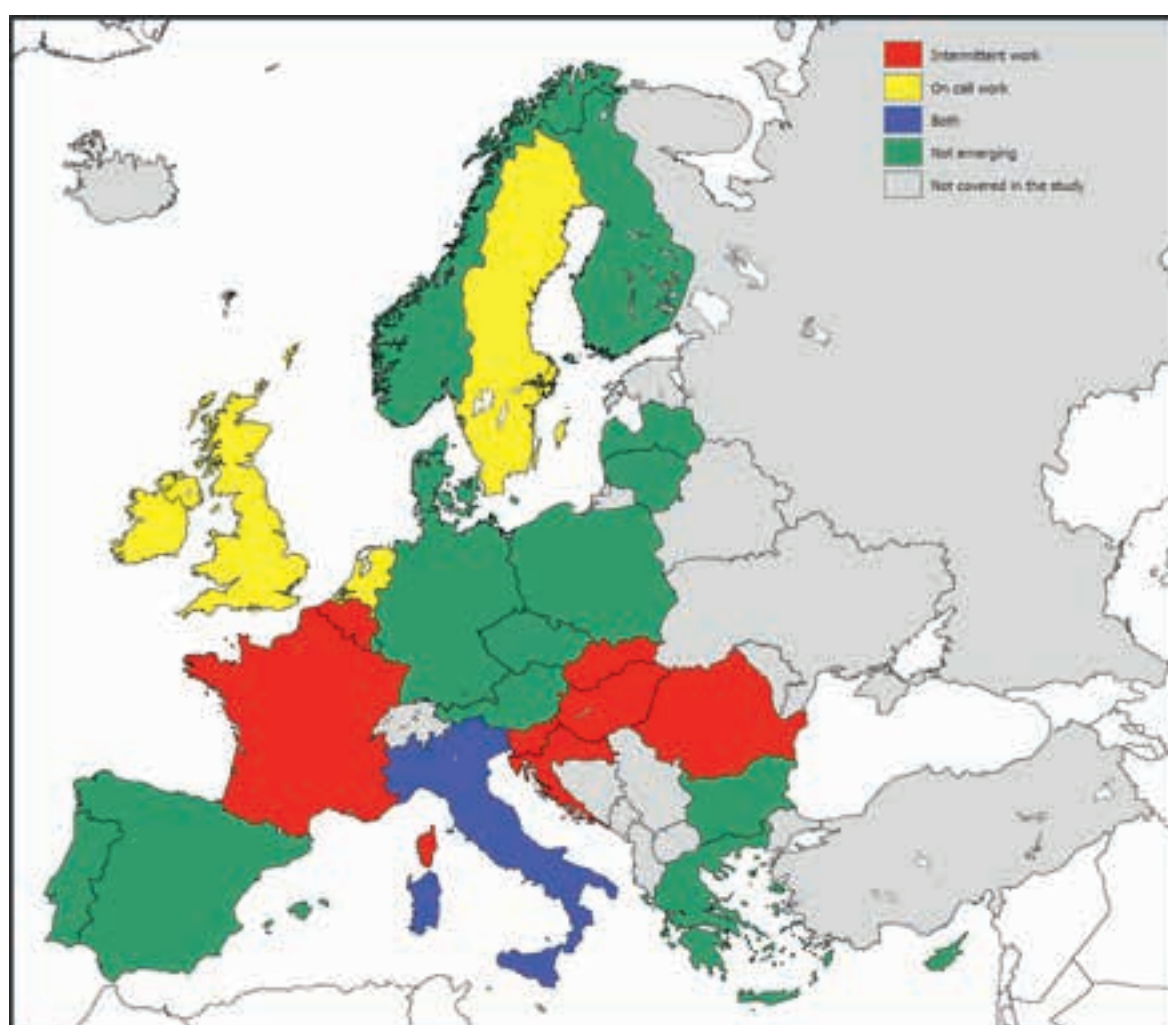 Intermittent work
On call work
Both
Not emerging
Not covered in the study